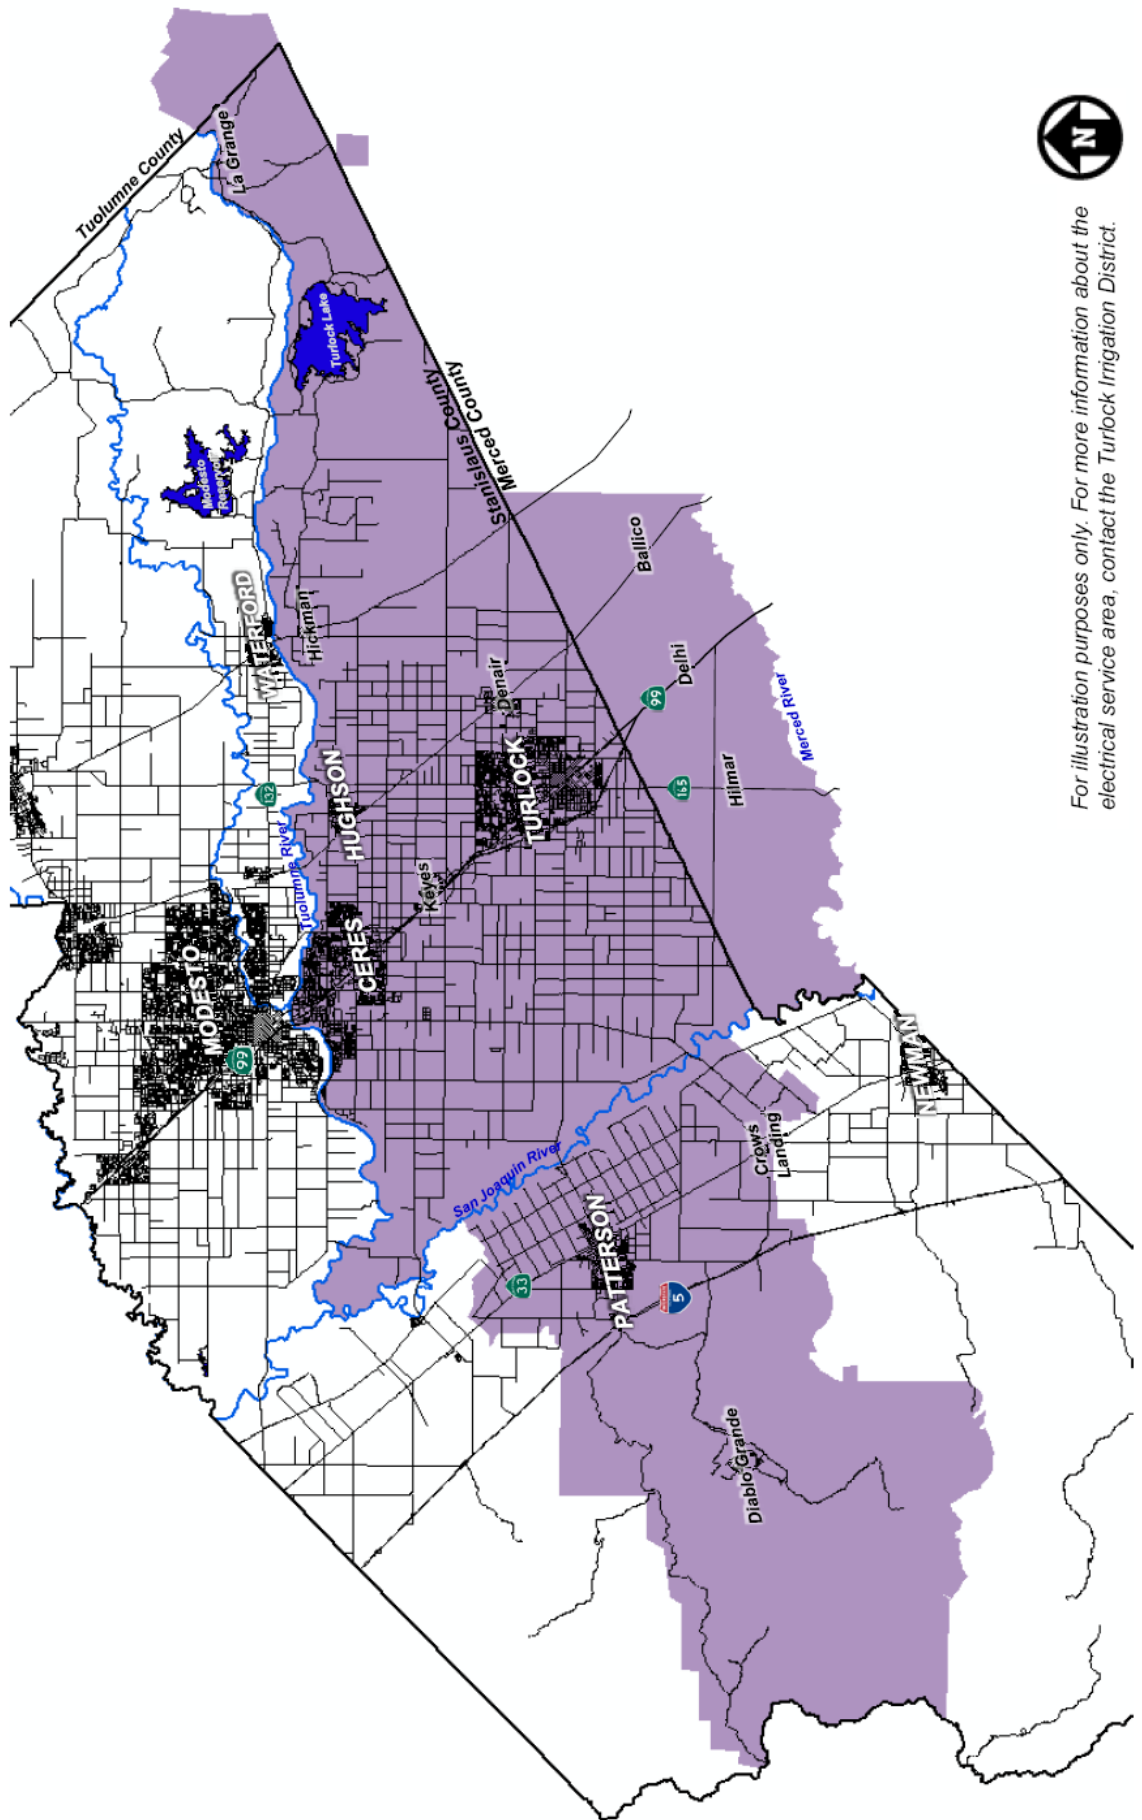 Tuolumne County
La Grange
Turlock Lake
Modesto
Reservoir
Stanislaus County
Merced County
WATERFORD
Hickman
Ballico
Denair
Delhi
99
Merced River
132
HUGHSON
TURLOCK
165
Hilmar
Tuolumne River
Keyes
MODESTO
CERES
99
NEWMAN
Crows
Landing
San Joaquin River
PATTERSON
33
5
Diablo Grande
N
For illustration purposes only. For more information about the
electrical service area, contact the Turlock Irrigation District.